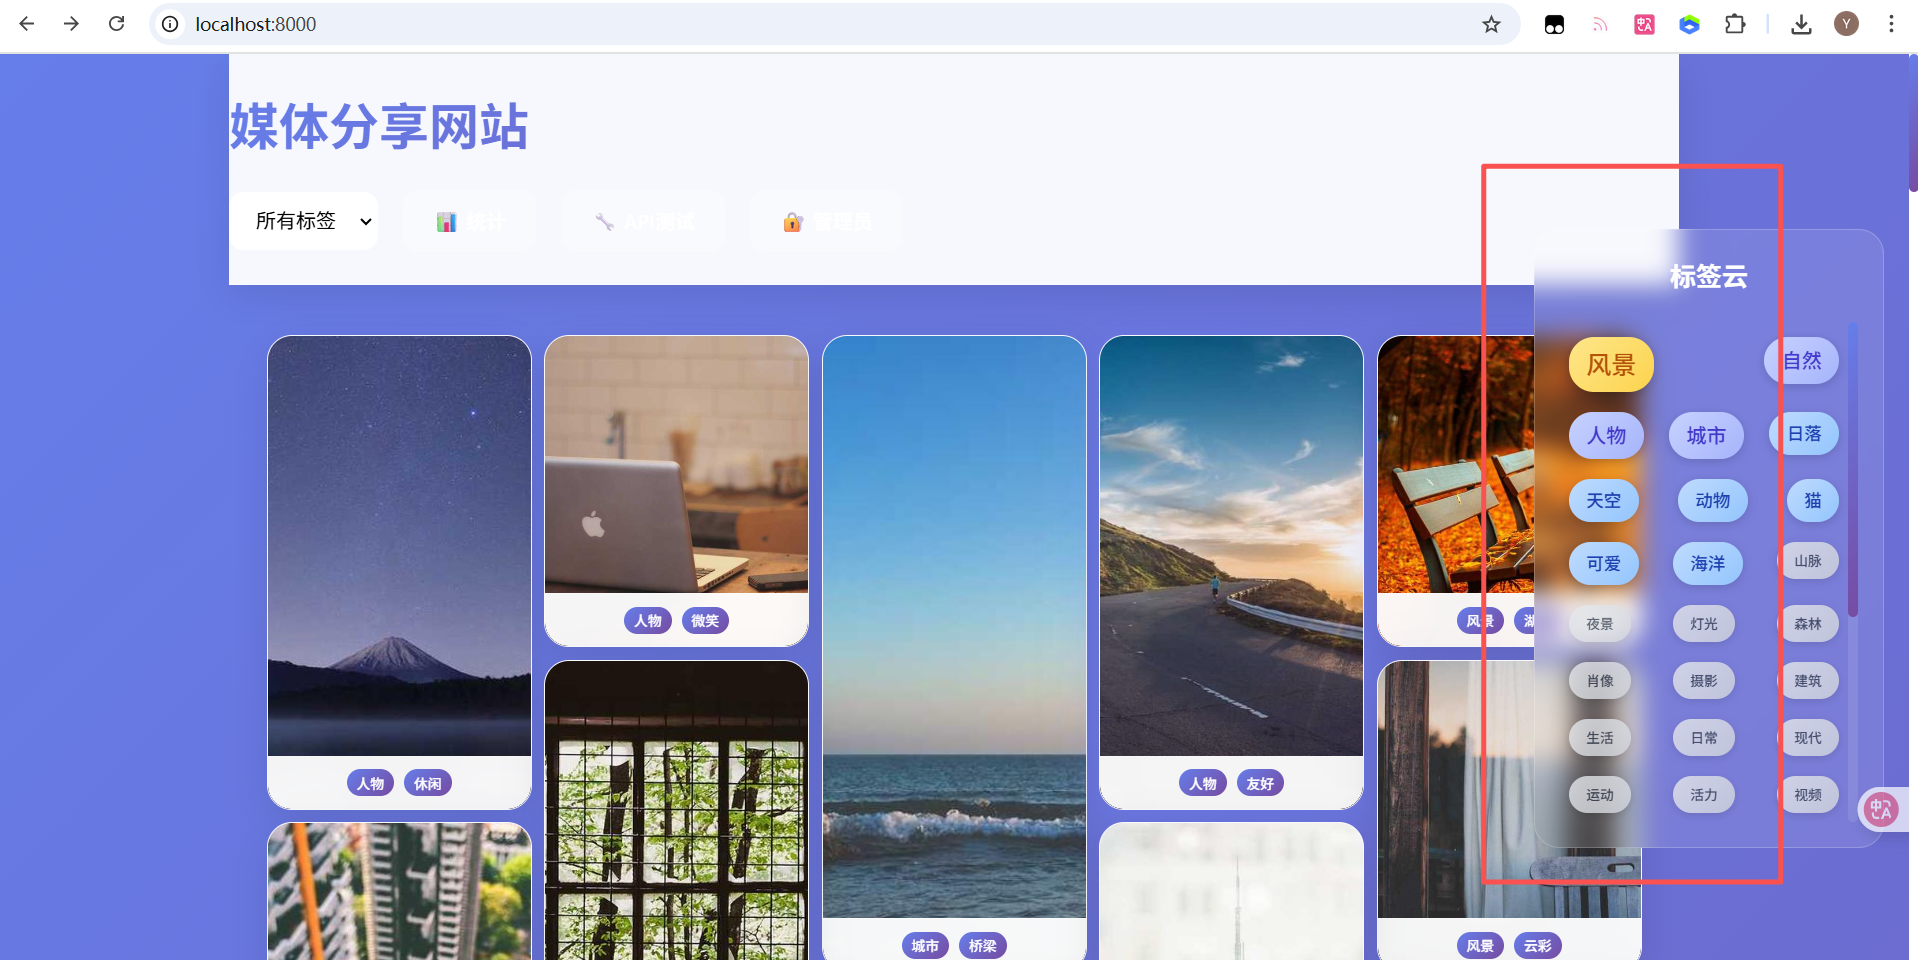 localhost:8000
Y
媒体分享网站
所有标签
统计
API测试
管理员
标签云
风景
自然
人物
城市
日落
天空
动物
猫
可爱
海洋
山脉
夜景
灯光
森林
肖像
摄影
建筑
生活
日常
现代
运动
活力
视频
人物 微笑
风景
人物 休闲
人物 友好
城市 桥梁
风景 云彩